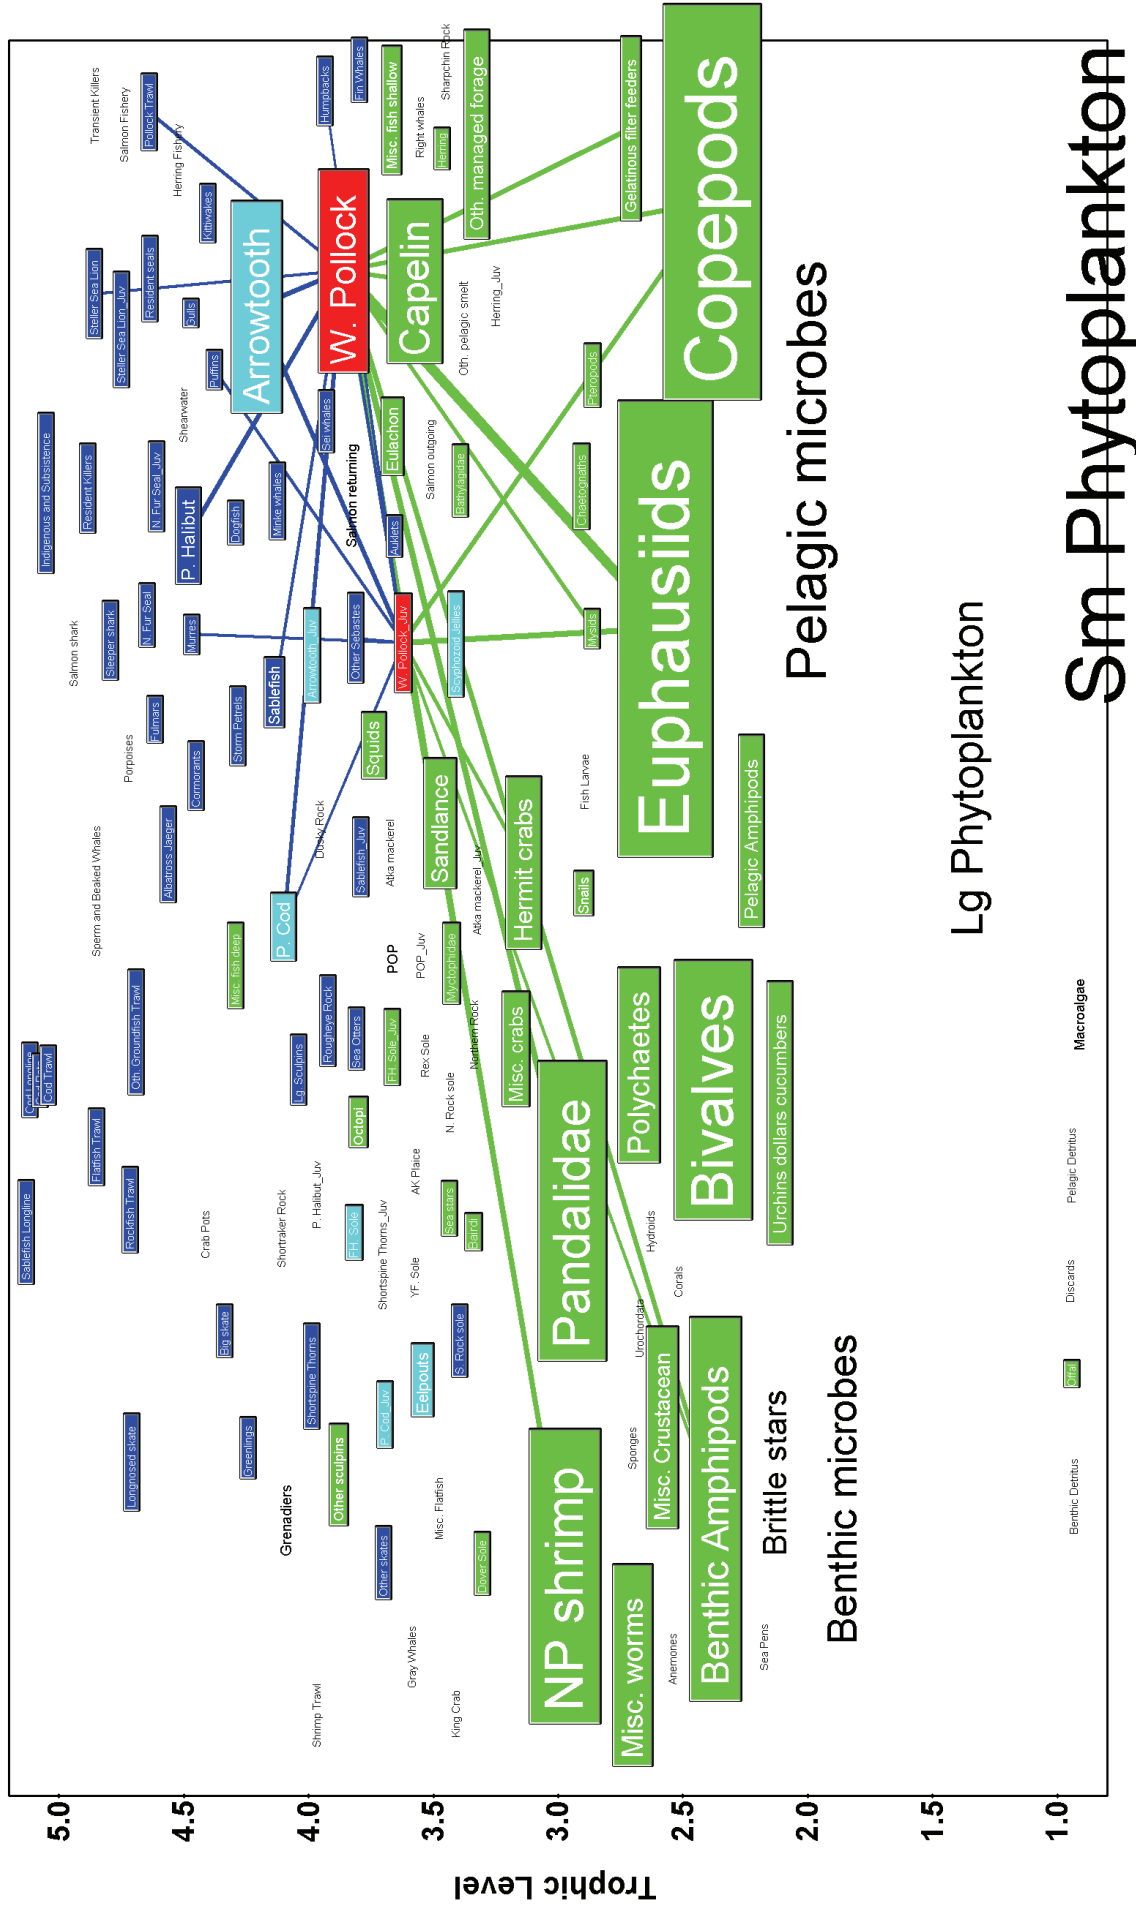 Trophic Level
5.0
4.5
4.0
3.5
3.0
2.5
2.0
1.5
1.0
Sablefish Longline
Cod Longline
Cod Trawl
Indigenous and Subsistence
Flatfish Trawl
Sperm and Beaked Whales
Salmon shark
Resident Killers
Steller Sea Lion
Transient Killers
Longnosed skate
Rockfish Trawl
Oth. Groundfish Trawl
Porpoises
Sleeper shark
Steller Sea Lion_Juv
Salmon Fishery
Albatross Jaeger
Fulmars
N. Fur Seal
N. Fur Seal_Juv
Resident seals
Pollock Trawl
Crab Pots
Cormorants
Murres
P. Halibut
Shearwater
Gulls
Kittiwakes
Herring Fishery
Greenlings
Big skate
Misc. fish deep
Storm Petrels
Dogfish
Puffins
Grenadiers
Shortraker Rock
P. Cod
Sablefish
Minke whales
Arrowtooth
Shrimp Trawl
Shortspine Thorns
P. Halibut_Juv
Lg. Sculpins
Rougheye Rock
Dusky Rock
Arrowtooth_Juv
Sei whales
W. Pollock
Humpbacks
Other sculpins
FH. Sole
Octopi
Sea Otters
Sablefish_Juv
Other Sebastes
Salmon returning
Fin Whales
Other skates
P. Cod_Juv
Shortspine Thorns_Juv
FH. Sole_Juv
POP
Atka mackerel
Squids
W. Pollock_Juv
Auklets
Eulachon
Capelin
Misc. fish shallow
Gray Whales
Eelpouts
YF. Sole
AK Plaice
Rex Sole
POP_Juv
Sandlance
Salmon outgoing
Right whales
King Crab
Misc. Flatfish
S. Rock sole
Sea stars
N. Rock sole
Myctophidae
Scyphozoid Jellies
Bathylagidae
Oth. pelagic smelt
Herring
Sharpchin Rock
Dover Sole
Bairdi
Northern Rock
Atka mackerel_Juv
Herring_Juv
Oth. managed forage
NP shrimp
Pandalidae
Misc. crabs
Hermit crabs
Snails
Fish Larvae
Mysids
Chaetognaths
Pteropods
Misc. worms
Sponges
Urochordata
Hydroids
Polychaetes
Euphausiids
Gelatinous filter feeders
Anemones
Misc. Crustacean
Corals
Benthic Amphipods
Bivalves
Copepods
Sea Pens
Brittle stars
Urchins dollars cucumbers
Pelagic Amphipods
Benthic microbes
Pelagic microbes
Lg Phytoplankton
Benthic Detritus
Offal
Discards
Pelagic Detritus
Macroalgae
Sm Phytoplankton